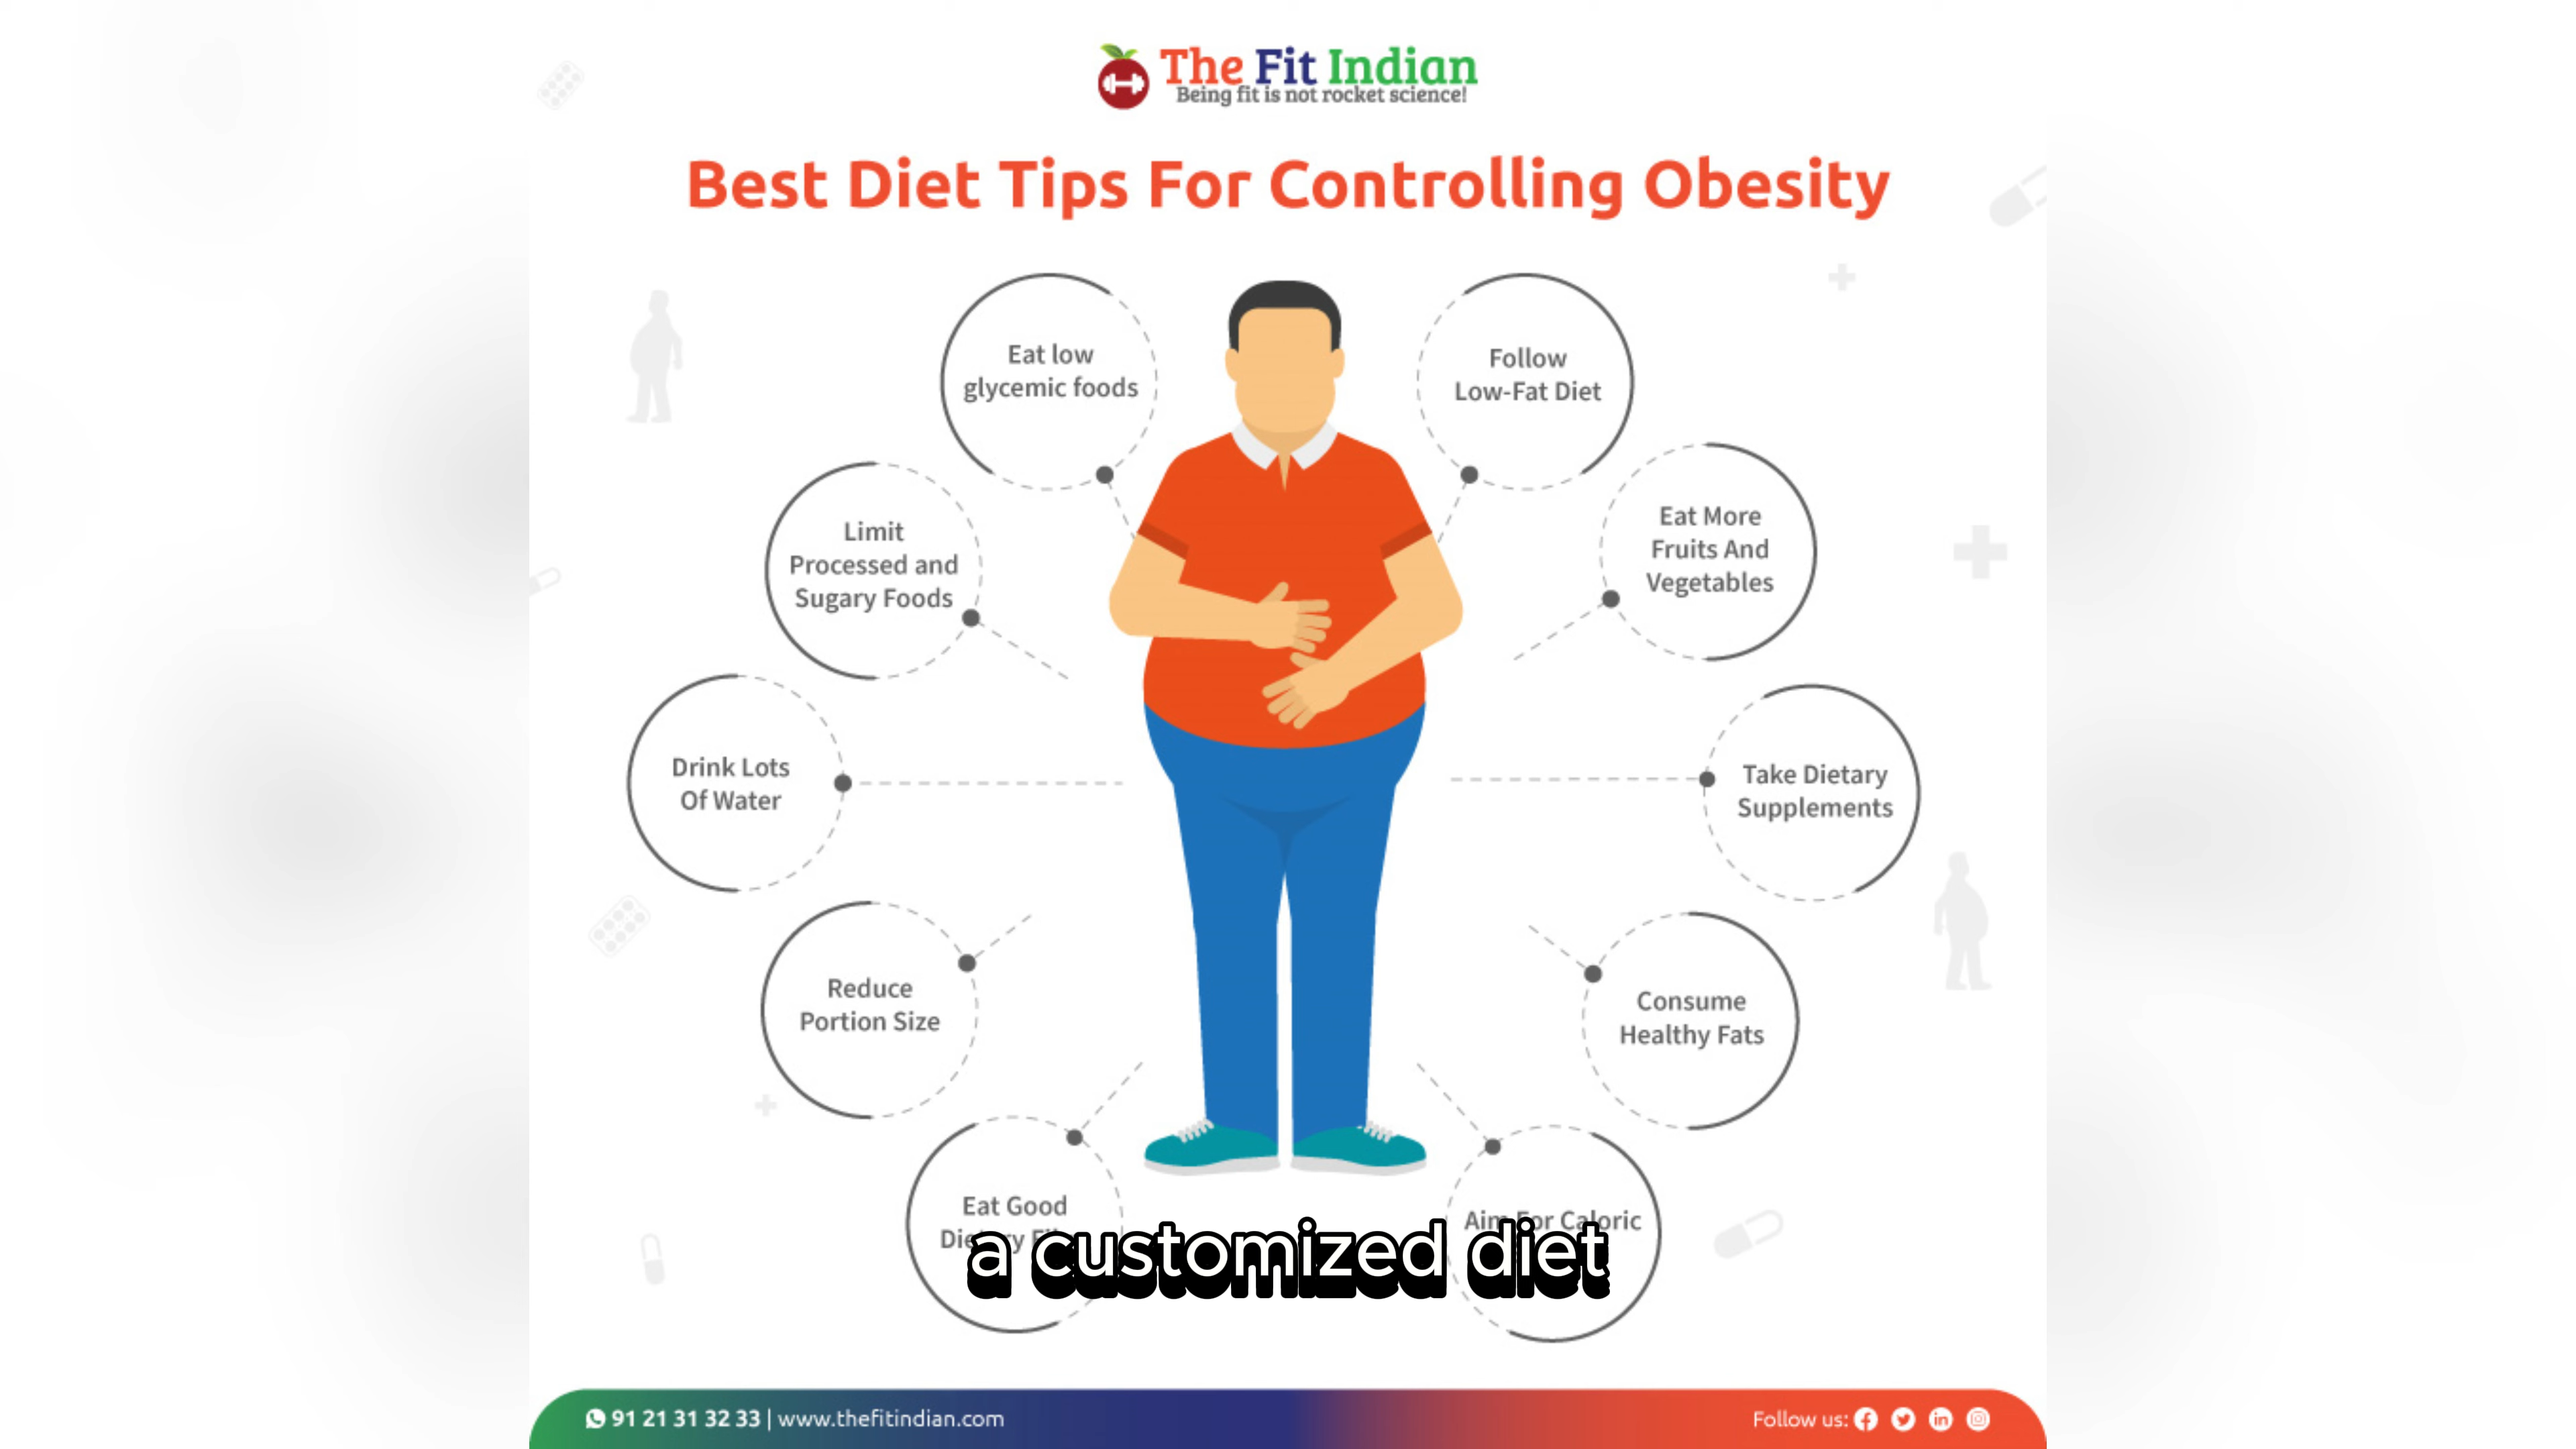 The Fit Indian
Being fit is not rocket science!
Best Diet Tips For Controlling Obesity
Eat low
glycemic foods
Follow
Low-Fat Diet
Limit
Processed and
Sugary Foods
Eat More
Fruits And
Vegetables
Drink Lots
Of Water
Take Dietary
Supplements
Reduce
Portion Size
Consume
Healthy Fats
Eat Good
Aim For Caloric
a customized diet
91 21 31 32 33 | www.thefitindian.com
Follow us: